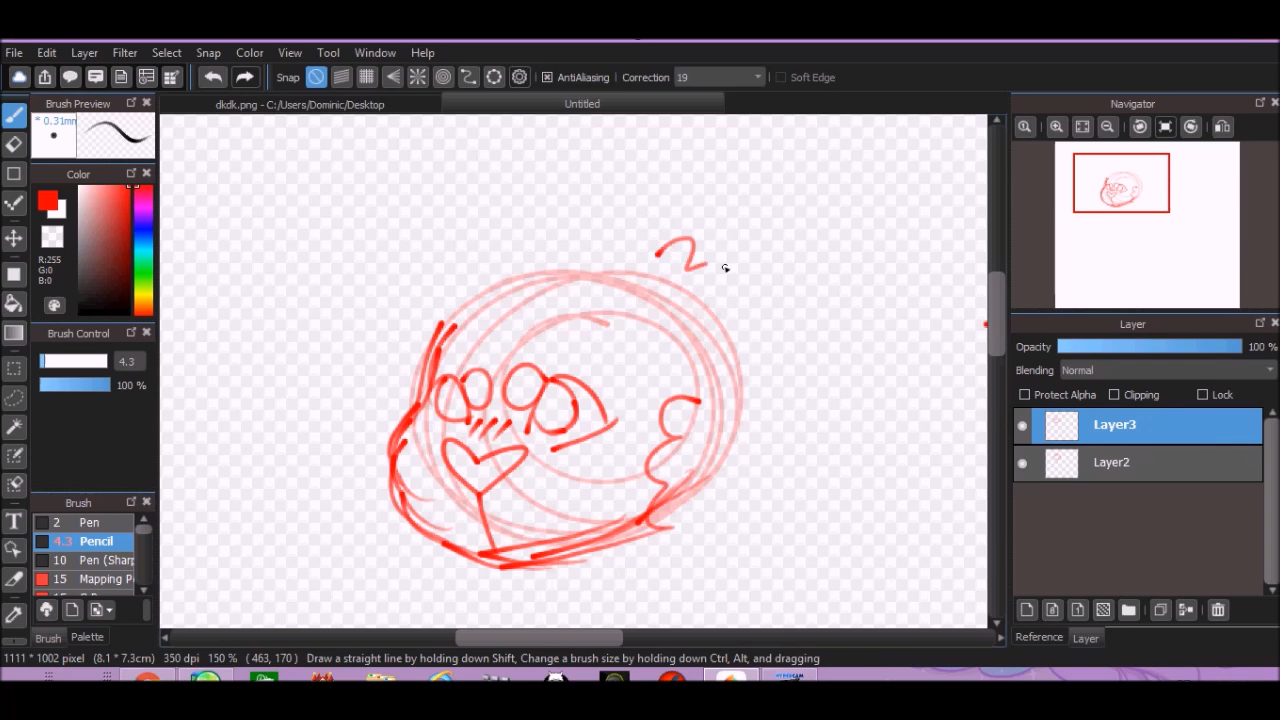 File Edit Layer Filter Select Snap Color View Tool Window Help
Snap AntiAliasing Correction 19 Soft Edge
Brush Preview
dkdk.png - C:/Users/Dominic/Desktop Untitled
Navigator
* 0.31mm
Color
R:255
G:0
B:0
Brush Control
4.3
100 %
Layer
Opacity 100 %
Blending Normal
Protect Alpha Clipping Lock
Layer3
Layer2
Brush
2 Pen
4.3 Pencil
10 Pen (Sharp
15 Mapping P
Brush Palette
Reference Layer
1111 * 1002 pixel (8.1 * 7.3cm) 350 dpi 150 % ( 463, 170 ) Draw a straight line by holding down Shift, Change a brush size by holding down Ctrl, Alt, and dragging